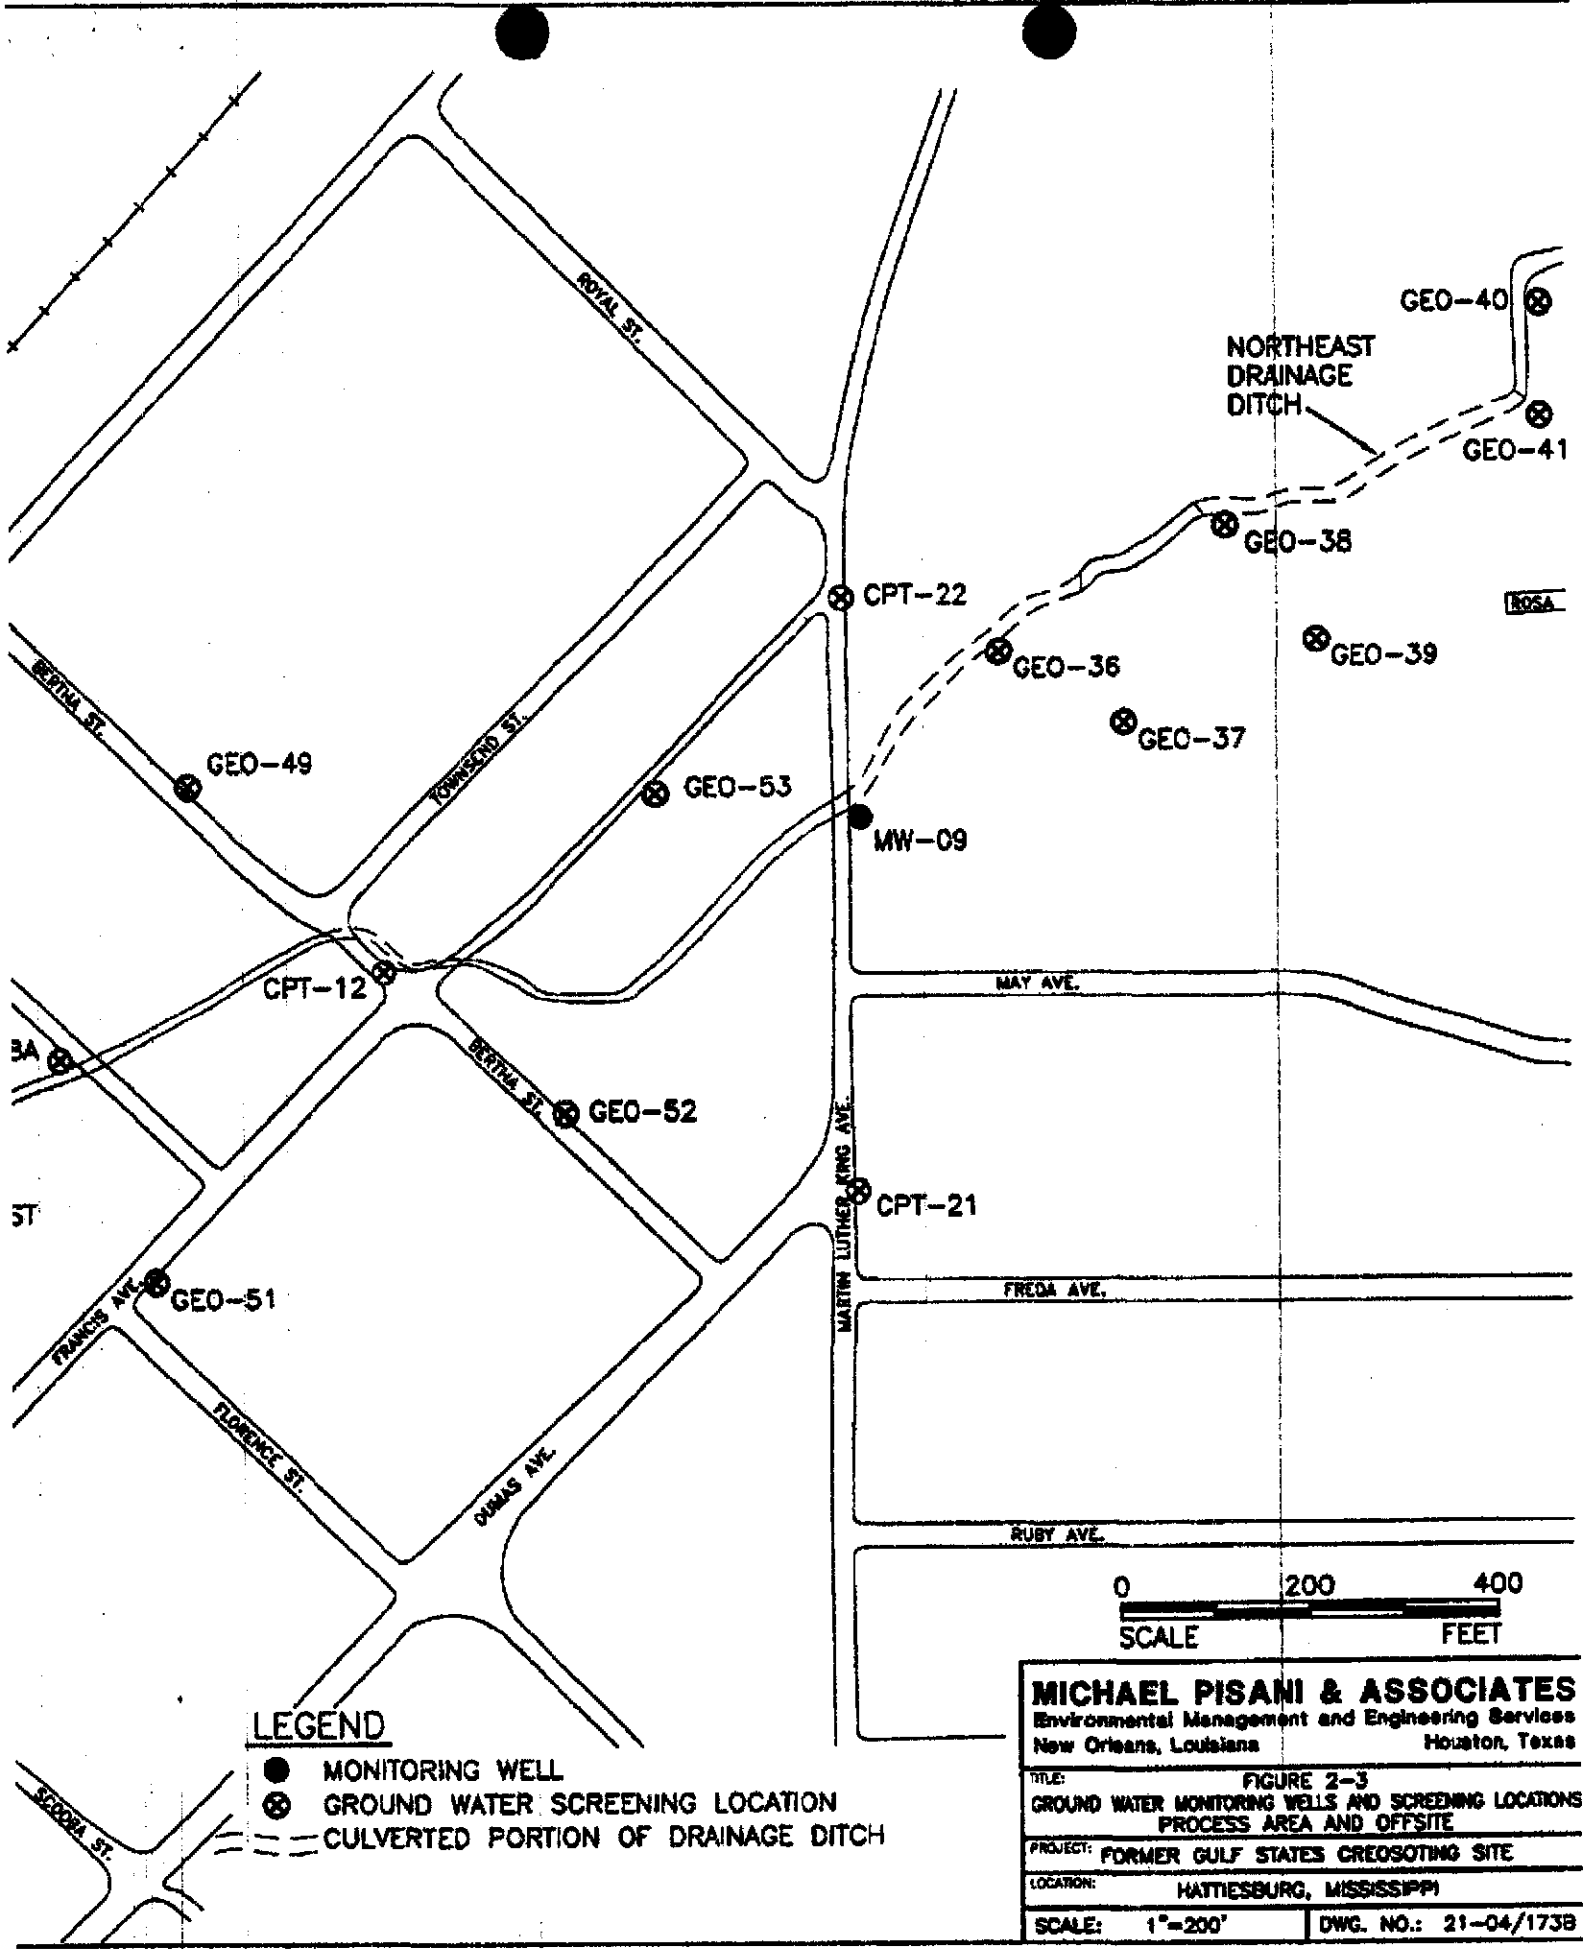 ROYAL ST.
GEO-40
NORTHEAST
DRAINAGE
DITCH
GEO-41
GEO-38
CPT-22
ROSA
GEO-39
GEO-36
BERTHA ST.
GEO-37
TOWNSEND ST.
GEO-49
GEO-53
MW-09
CPT-12
MAY AVE.
BERTHA ST.
GEO-52
MARTIN LUTHER KING AVE.
CPT-21
ST
GEO-51
FRANCIS AVE.
FREDA AVE.
FLORENCE ST.
DUMAS AVE.
RUBY AVE.
0 200 400
SCALE FEET
LEGEND
MONITORING WELL
GROUND WATER SCREENING LOCATION
CULVERTED PORTION OF DRAINAGE DITCH
SCOOBA ST.
MICHAEL PISANI & ASSOCIATES
Environmental Management and Engineering Services
New Orleans, Louisiana Houston, Texas
TITLE: FIGURE 2-3
GROUND WATER MONITORING WELLS AND SCREENING LOCATIONS
PROCESS AREA AND OFFSITE
PROJECT: FORMER GULF STATES CREOSOTING SITE
LOCATION: HATTIESBURG, MISSISSIPPI
SCALE: 1"=200' DWG. NO.: 21-04/173B